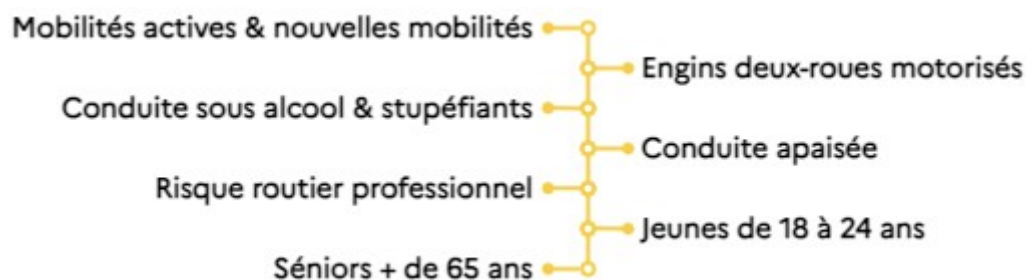 Mobilités actives & nouvelles mobilités
Engins deux-roues motorisés
Conduite sous alcool & stupéfiants
Conduite apaisée
Risque routier professionnel
Jeunes de 18 à 24 ans
Séniors + de 65 ans